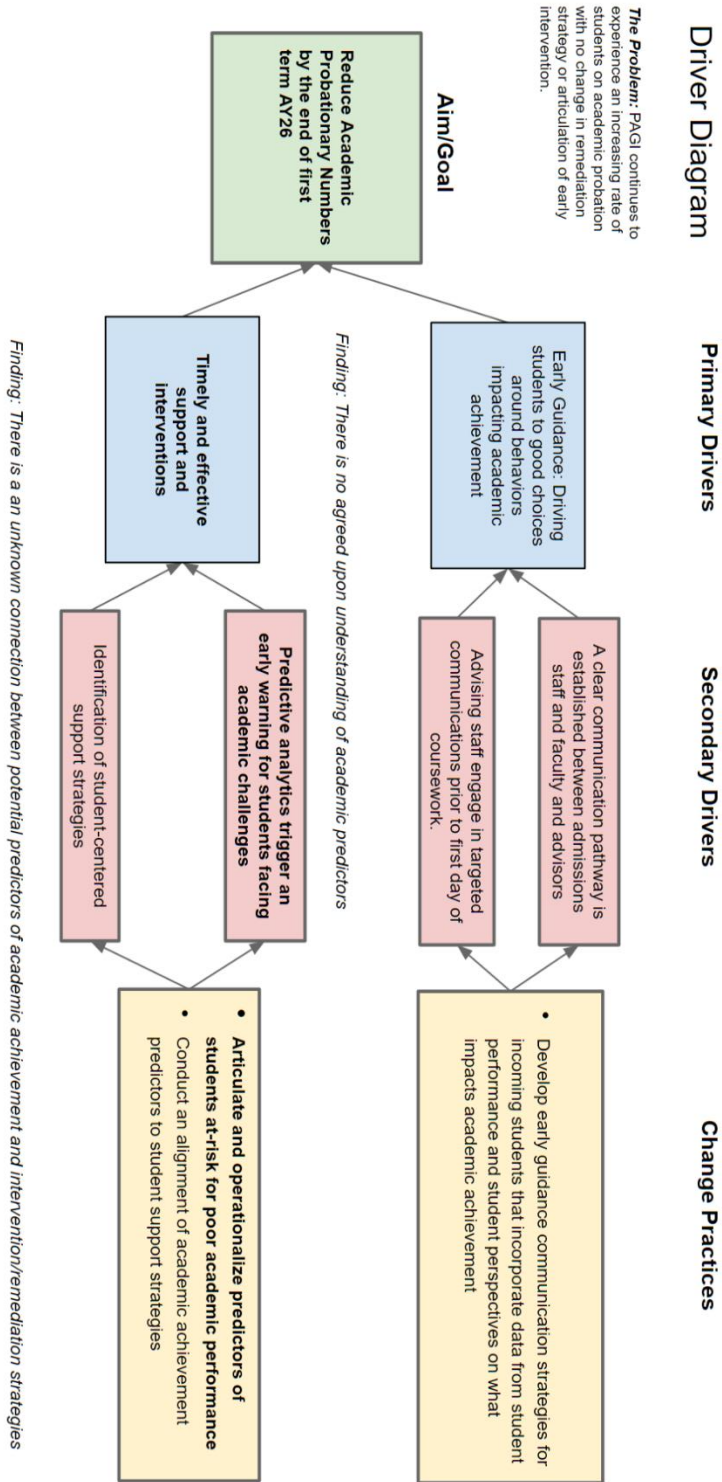 Driver Diagram
The Problem: PAGI continues to
experience an increasing rate of
students on academic probation
with no change in remediation
strategy or articulation of early
intervention.
Aim/Goal
Reduce Academic
Probationary Numbers
by the end of first
term AY26
Primary Drivers
Early Guidance: Driving
students to good choices
around behaviors
impacting academic
achievement
Finding: There is no agreed upon understanding of academic predictors
Timely and effective
support and
interventions
Secondary Drivers
A clear communication pathway is
established between admissions
staff and faculty and advisors
Advising staff engage in targeted
communications prior to first day of
coursework.
Predictive analytics trigger an
early warning for students facing
academic challenges
Identification of student-centered
support strategies
Change Practices
• Develop early guidance communication strategies for
incoming students that incorporate data from student
performance and student perspectives on what
impacts academic achievement
• Articulate and operationalize predictors of
students at-risk for poor academic performance
• Conduct an alignment of academic achievement
predictors to student support strategies
Finding: There is a an unknown connection between potential predictors of academic achievement and intervention/remediation strategies